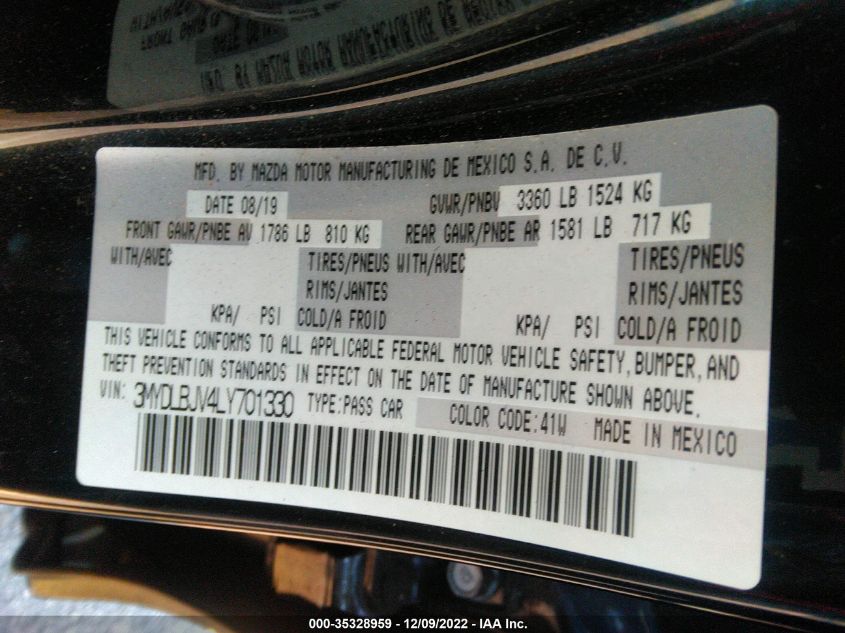 MFD. BY MAZDA MOTOR MANUFACTURING DE MEXICO S.A. DE C.V.
DATE 08/19 GVWR/PNBV 3360 LB 1524 KG
FRONT GAWR/PNBE AV 1786 LB 810 KG REAR GAWR/PNBE AR 1581 LB 717 KG
WITH/AVEC TIRES/PNEUS WITH/AVEC TIRES/PNEUS
RIMS/JANTES RIMS/JANTES
KPA/ PSI COLD/A FROID KPA/ PSI COLD/A FROID
THIS VEHICLE CONFORMS TO ALL APPLICABLE FEDERAL MOTOR VEHICLE SAFETY, BUMPER, AND
THEFT PREVENTION STANDARDS IN EFFECT ON THE DATE OF MANUFACTURE SHOWN ABOVE.
VIN: 3MYDLBJV4LY701330 TYPE:PASS CAR COLOR CODE:41W MADE IN MEXICO
000-35328959 - 12/09/2022 - IAA Inc.